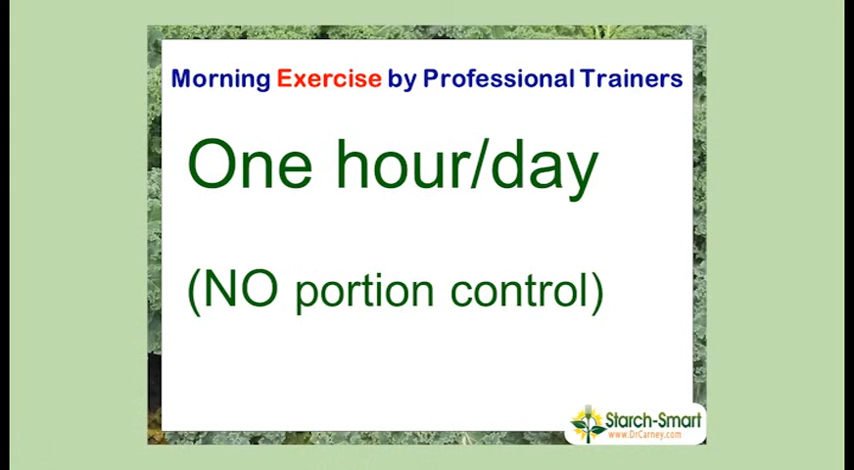 Morning Exercise by Professional Trainers
One hour/day
(NO portion control)
Starch-Smart
www.DrCarney.com